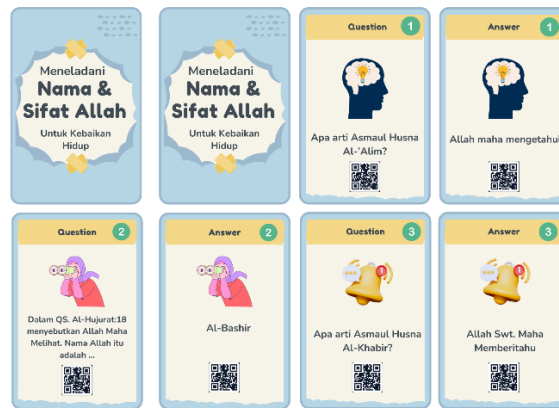 Meneladani
Nama &
Sifat Allah
Untuk Kebaikan
Hidup
Meneladani
Nama &
Sifat Allah
Untuk Kebaikan
Hidup
Question 1
Apa arti Asmaul Husna
Al-'Alim?
Answer 1
Allah maha mengetahui
Question 2
Dalam QS. Al-Hujurat:18
menyebutkan Allah Maha
Melihat. Nama Allah itu
adalah ...
Answer 2
Al-Bashir
Question 3
Apa arti Asmaul Husna
Al-Khabir?
Answer 3
Allah Swt. Maha
Memberitahu